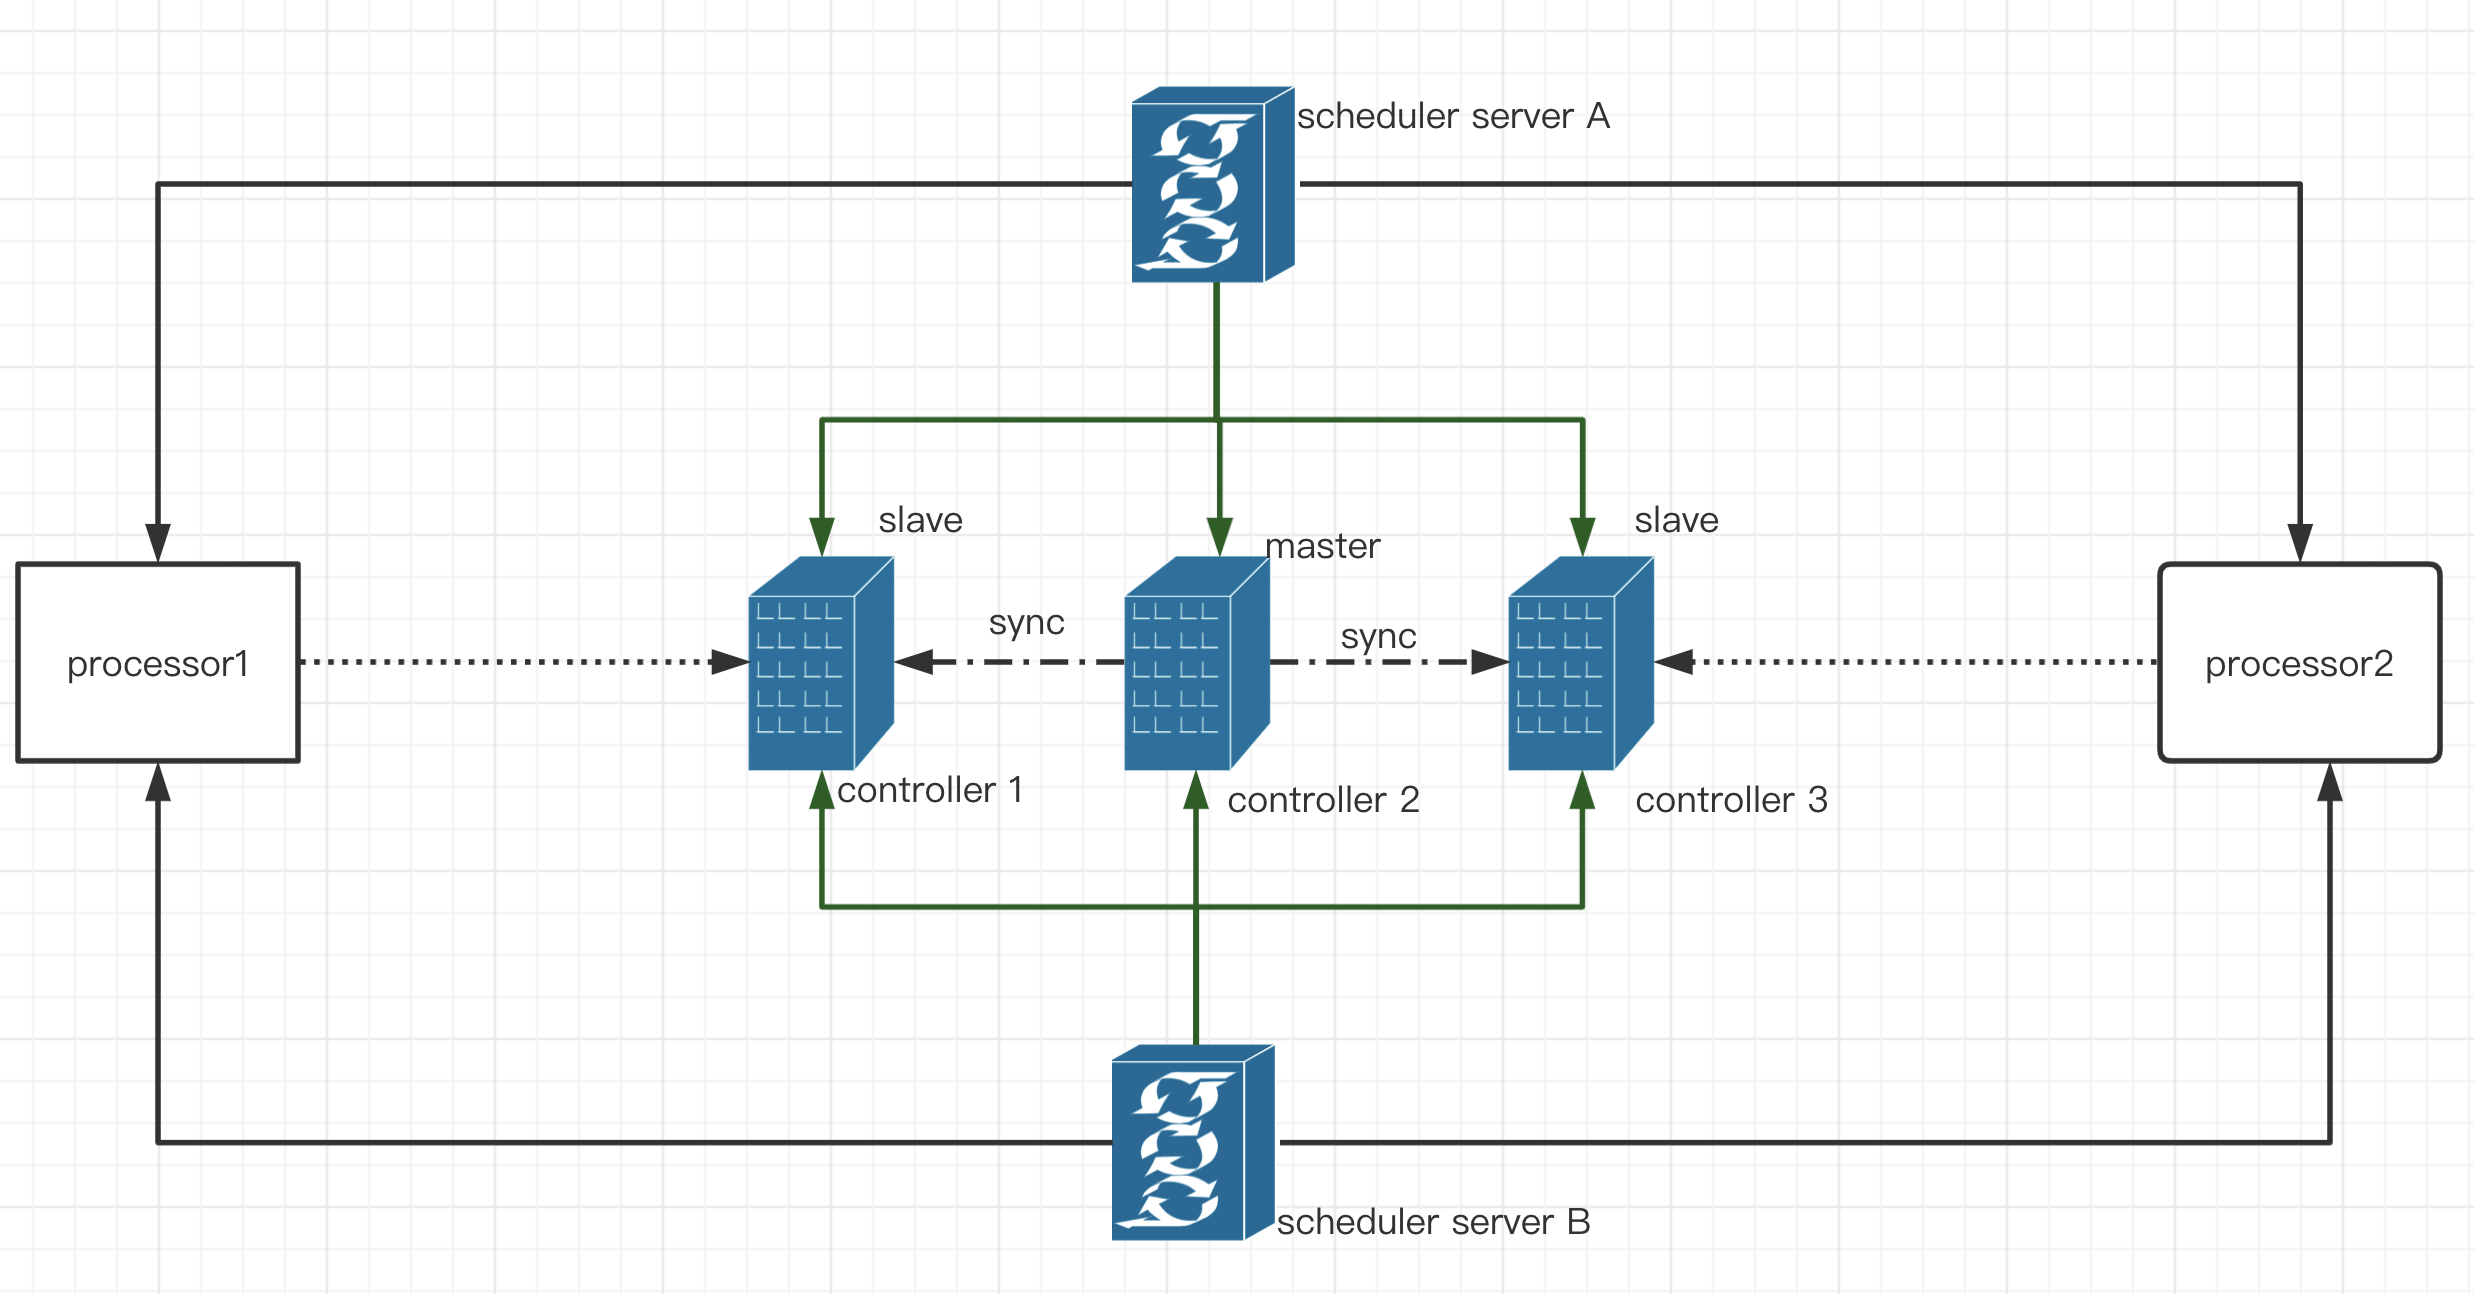 scheduler server A
slave
slave
master
sync
sync
processor1
processor2
controller 1
controller 2
controller 3
scheduler server B